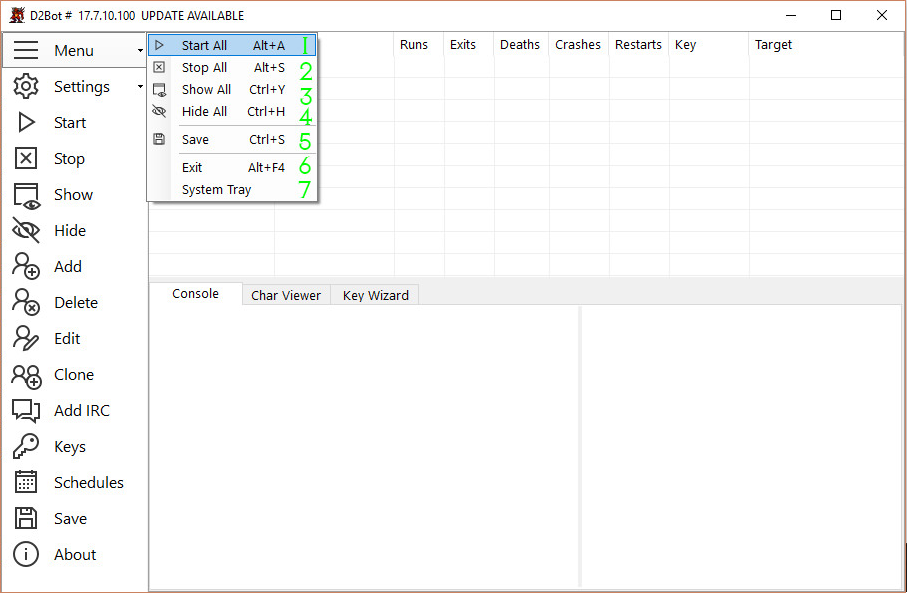 D2Bot # 17.7.10.100 UPDATE AVAILABLE
Menu
Settings
Start
Stop
Show
Hide
Add
Delete
Edit
Clone
Add IRC
Keys
Schedules
Save
About
Start All Alt+A 1
Stop All Alt+S 2
Show All Ctrl+Y 3
Hide All Ctrl+H 4
Save Ctrl+S 5
Exit Alt+F4 6
System Tray 7
Runs Exits Deaths Crashes Restarts Key Target
Console Char Viewer Key Wizard